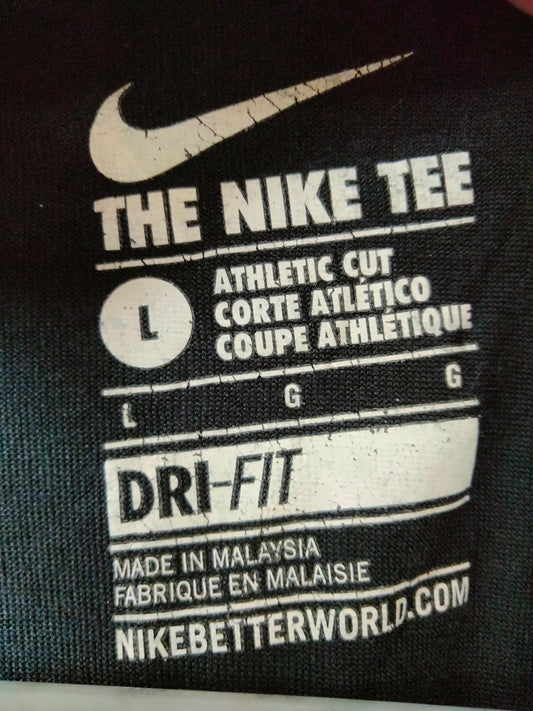 THE NIKE TEE
L
ATHLETIC CUT
CORTE ATLÉTICO
COUPE ATHLÉTIQUE
L G G
DRI-FIT
MADE IN MALAYSIA
FABRIQUE EN MALAISIE
NIKEBETTERWORLD.COM